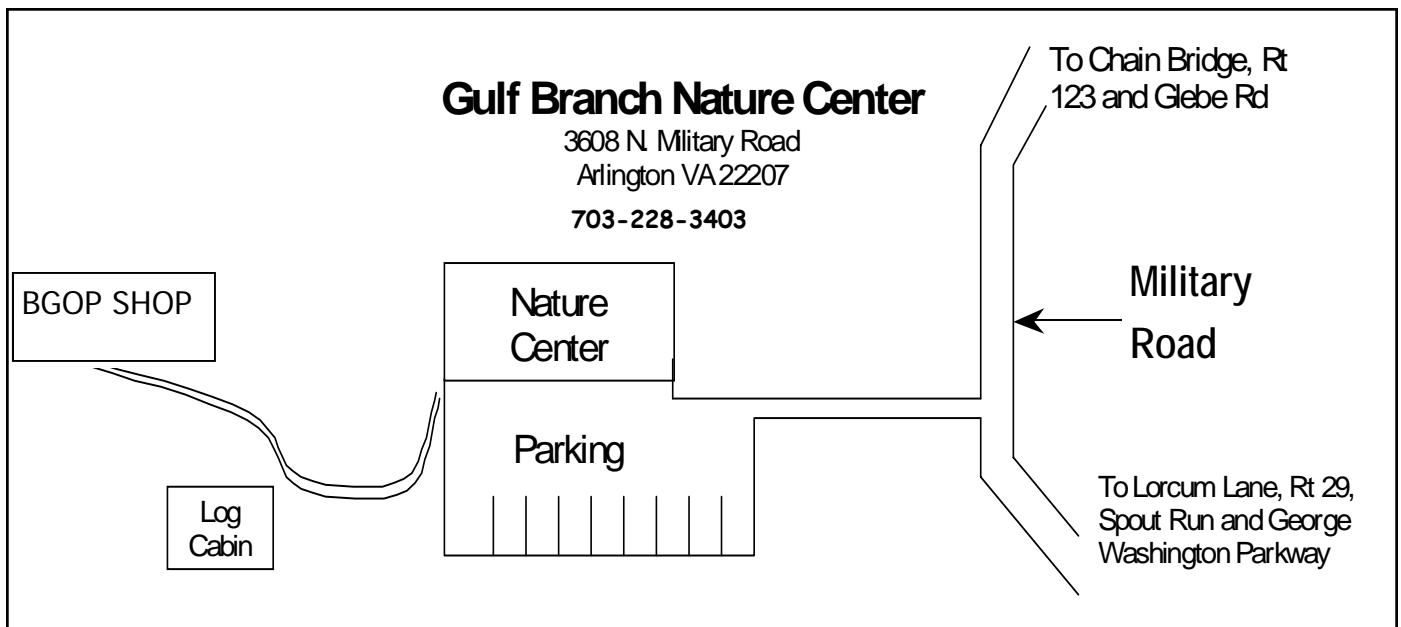 Gulf Branch Nature Center
3608 N. Military Road
Arlington VA 22207
703-228-3403
To Chain Bridge, Rt
123 and Glebe Rd
BGOP SHOP
Nature
Center
Military
Road
Parking
Log
Cabin
To Lorcum Lane, Rt 29,
Spout Run and George
Washington Parkway